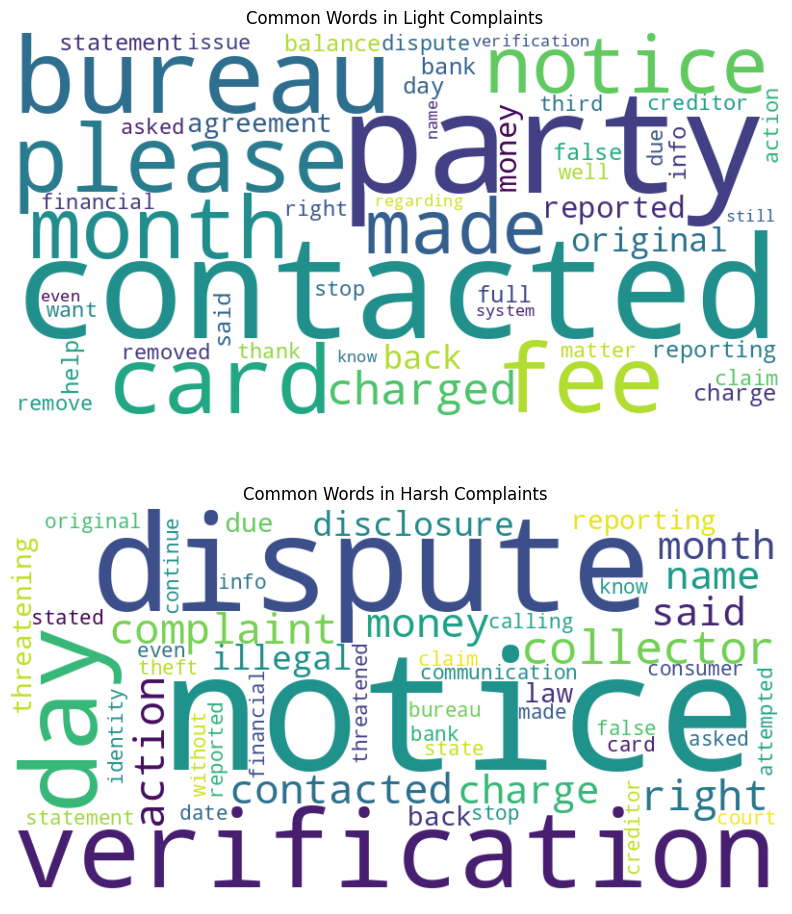 Common Words in Light Complaints
statement issue balance dispute verification
bureau bank notice
day
third creditor
asked agreement name party money false due info action
please well
financial right regarding reported still
month made original
contacted
even stop full
want said system
removed thank know back matter reporting
help card charged fee claim
remove charge
Common Words in Harsh Complaints
original due disclosure reporting
continue dispute month
threatening info know name
stated complaint money calling said
day even illegal claim collector
theft threatened communication law consumer
identity action notice made
without reported financial bureau false attempted
bank card asked
state
contacted charge right
statement date back stop creditor court
verification